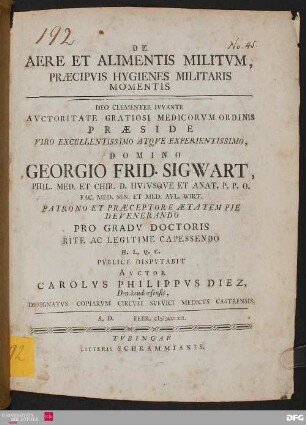 192
No. 45
DE
AERE ET ALIMENTIS MILITVM,
PRÆCIPVIS HYGIENES MILITARIS
MOMENTIS
DEO CLEMENTER IVVANTE
AVCTORITATE GRATIOSI MEDICORVM ORDINIS
PRÆSIDE
VIRO EXCELLENTISSIMO ATQVE EXPERIENTISSIMO,
DOMINO
GEORGIO FRID. SIGWART,
PHIL. MED. ET CHIR. D. HVIVSQVE ET ANAT. P. P. O.
FAC. MED. SEN. ET MED. AVL. WIRT.
PATRONO ET PRÆCEPTORE ÆTATEM PIE
DEVENERANDO
PRO GRADV DOCTORIS
RITE AC LEGITIME CAPESSENDO
H. L. Q. C.
PVBLICE DISPVTABIT
AVCTOR
CAROLVS PHILIPPVS DIEZ,
DESIGNATVS COPIARVM CIRCVLI SVEVICI MEDICVS CASTRENSIS.
A. D. FEBR.
TVBINGAE
LITTERIS SCHRAMMIANIS.